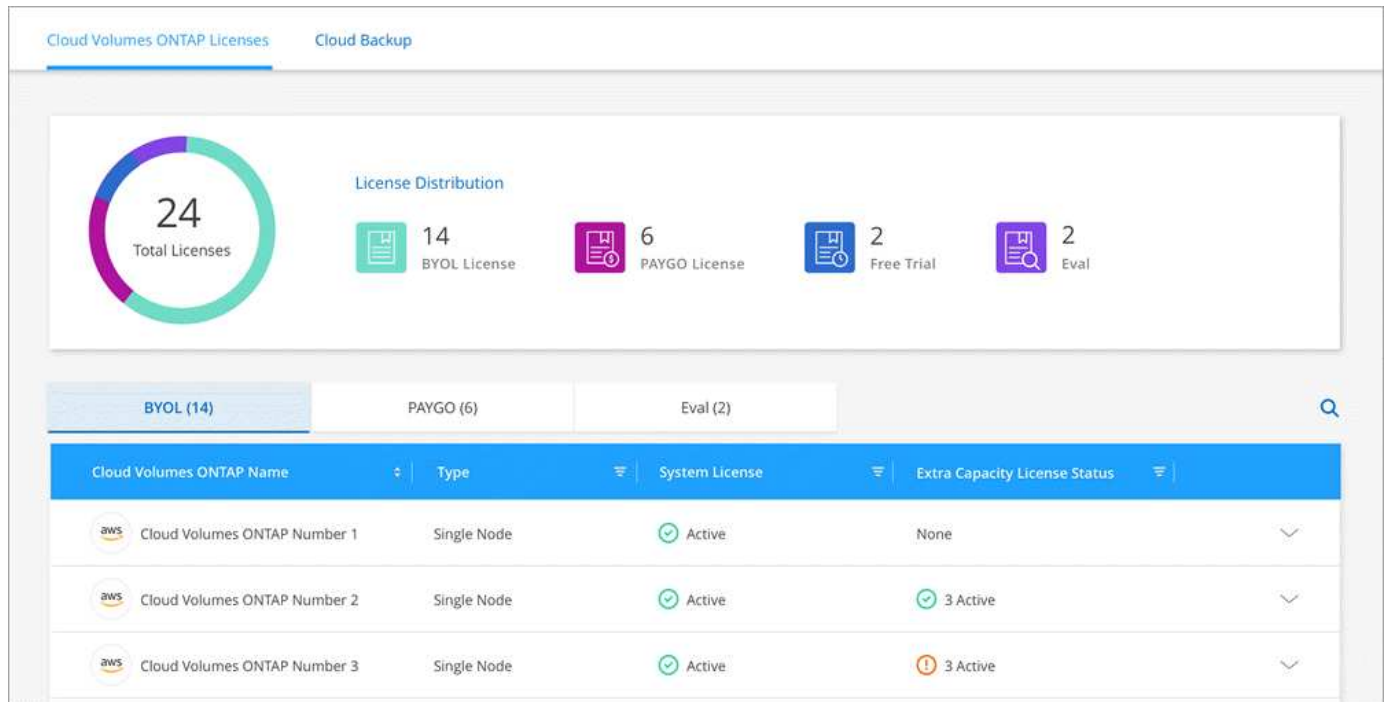 Cloud Volumes ONTAP Licenses Cloud Backup
24
Total Licenses
License Distribution
14
BYOL License
6
PAYGO License
2
Free Trial
2
Eval
BYOL (14) PAYGO (6) Eval (2)
Cloud Volumes ONTAP Name Type System License Extra Capacity License Status
aws Cloud Volumes ONTAP Number 1 Single Node Active None
aws Cloud Volumes ONTAP Number 2 Single Node Active 3 Active
aws Cloud Volumes ONTAP Number 3 Single Node Active 3 Active